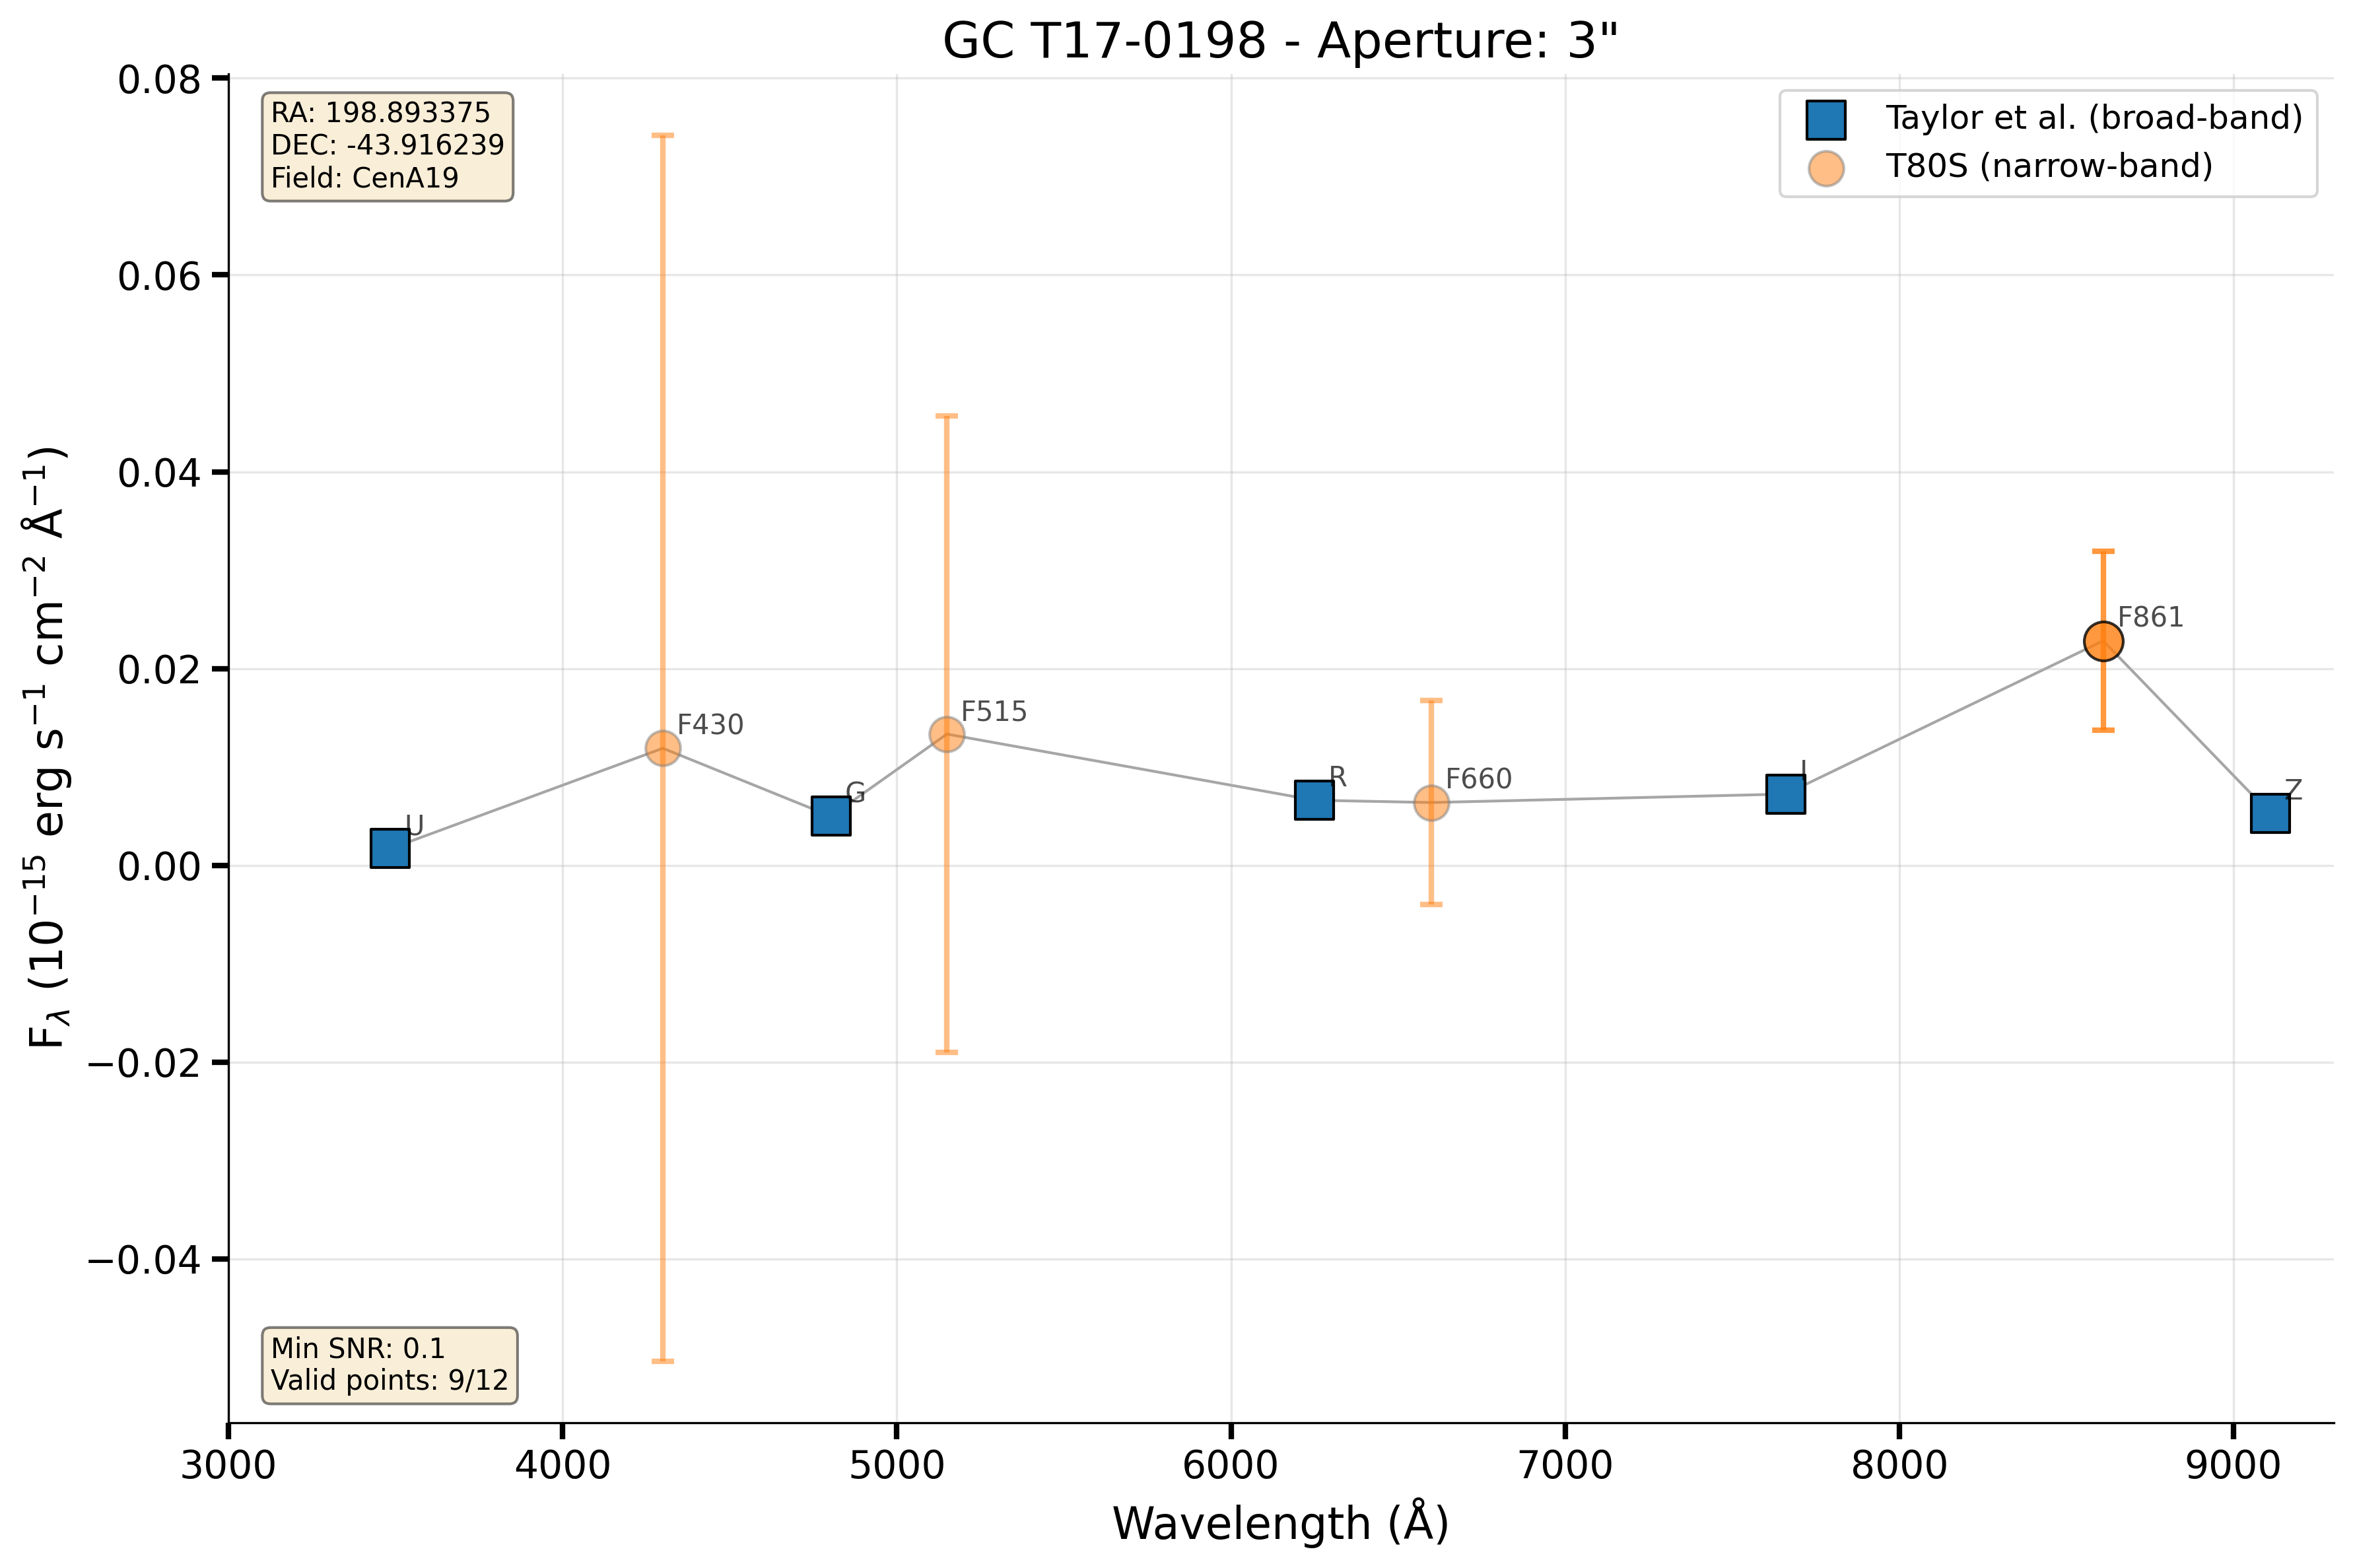 GC T17-0198 - Aperture: 3"
RA: 198.893375
DEC: -43.916239
Field: CenA19
Taylor et al. (broad-band)
T80S (narrow-band)
0.08
0.06
0.04
0.02
0.00
−0.02
−0.04
F_λ (10⁻¹⁵ erg s⁻¹ cm⁻² Å⁻¹)
U
F430
G
F515
R
F660
I
F861
Z
Min SNR: 0.1
Valid points: 9/12
3000 4000 5000 6000 7000 8000 9000
Wavelength (Å)